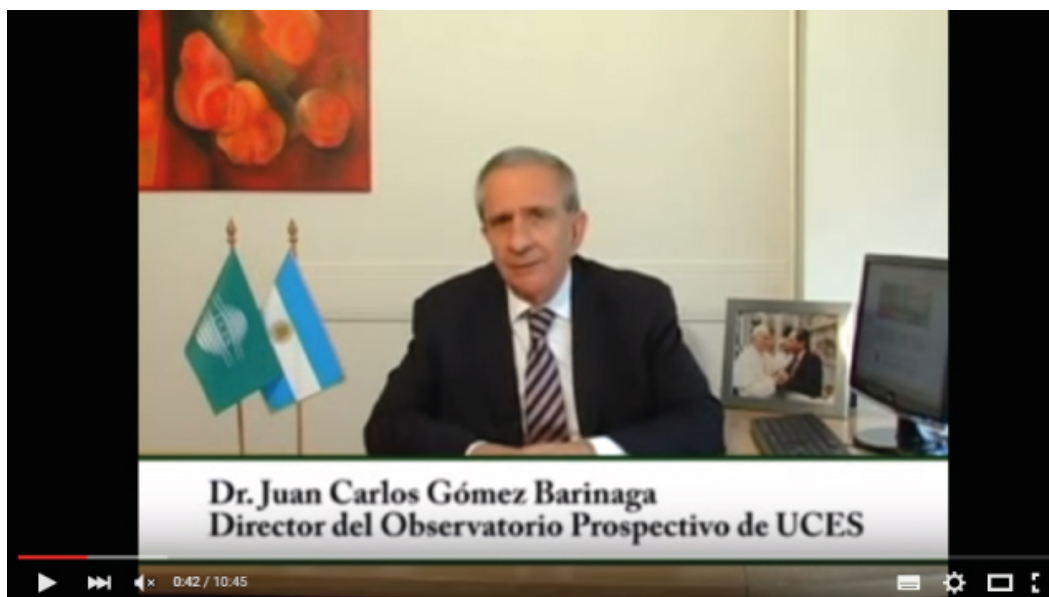 Dr. Juan Carlos Gómez Barinaga
Director del Observatorio Prospectivo de UCES
0:42 / 10:45